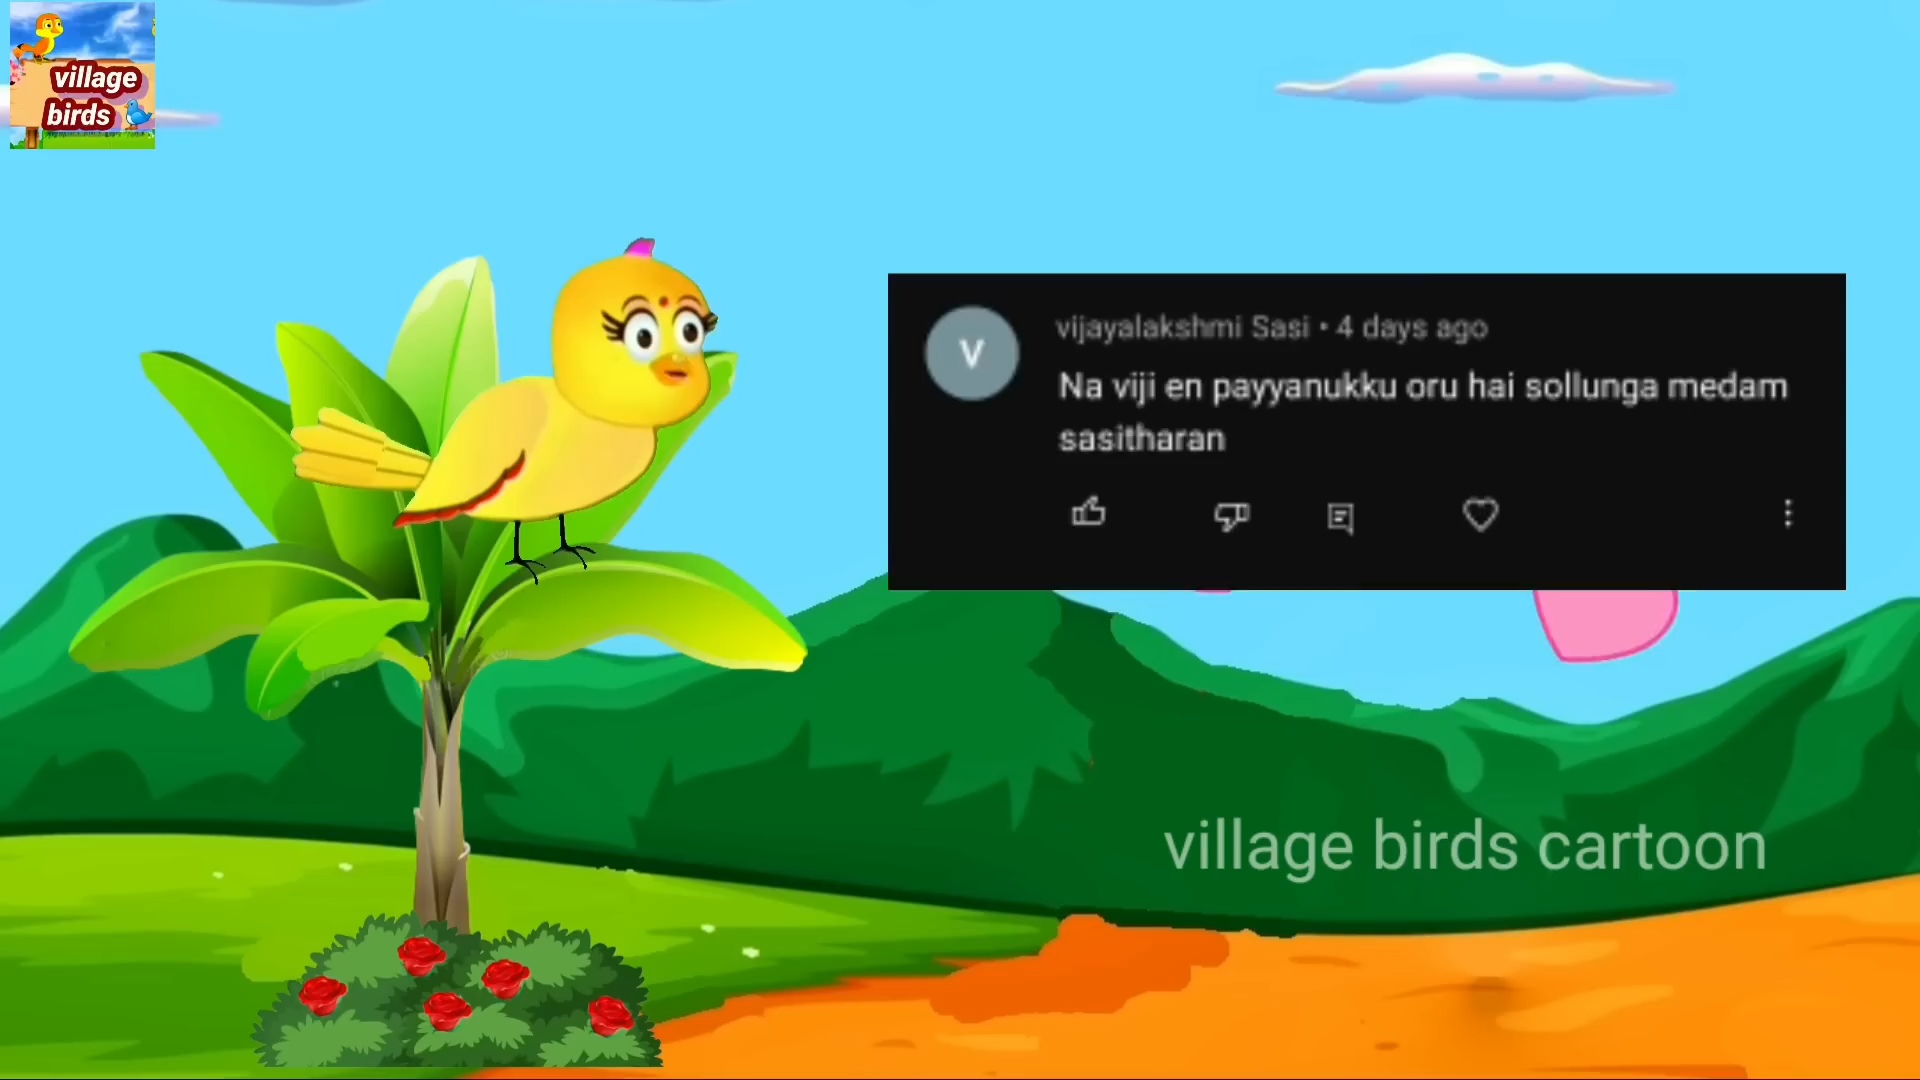 village
birds
V
vijayalakshmi Sasi • 4 days ago
Na viji en payyanukku oru hai sollunga medam
sasitharan
village birds cartoon